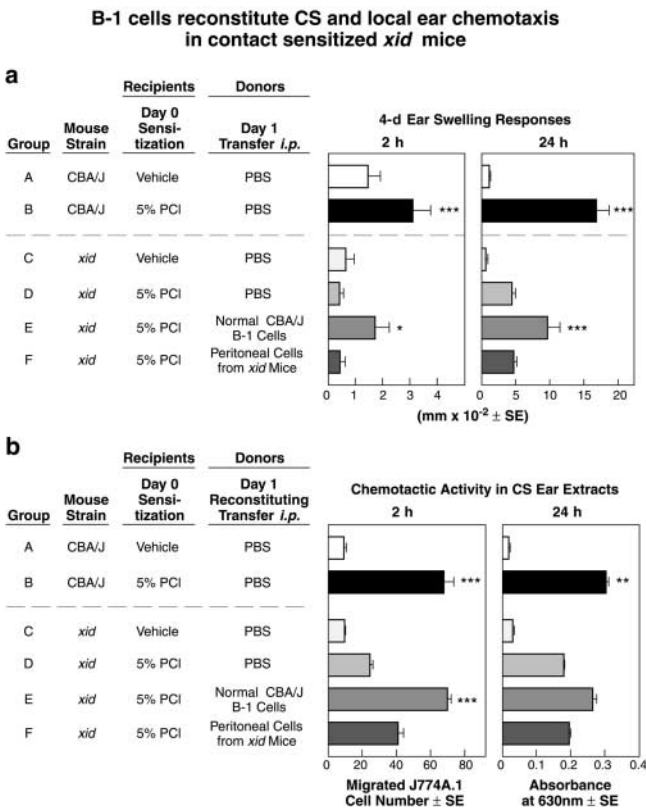 B-1 cells reconstitute CS and local ear chemotaxis
in contact sensitized xid mice
a
Recipients Donors
Group Mouse Strain Day 0 Sensi- tization Day 1 Transfer i.p.
4-d Ear Swelling Responses
2 h 24 h
A CBA/J Vehicle PBS
B CBA/J 5% PCl PBS *** ***
C xid Vehicle PBS
D xid 5% PCl PBS
E xid 5% PCl Normal CBA/J B-1 Cells * ***
F xid 5% PCl Peritoneal Cells from xid Mice
0 1 2 3 4 0 5 10 15 20
(mm x 10-2 ± SE)
b
Recipients Donors
Group Mouse Strain Day 0 Sensi- tization Day 1 Reconstituting Transfer i.p.
Chemotactic Activity in CS Ear Extracts
2 h 24 h
A CBA/J Vehicle PBS
B CBA/J 5% PCl PBS *** **
C xid Vehicle PBS
D xid 5% PCl PBS
E xid 5% PCl Normal CBA/J B-1 Cells ***
F xid 5% PCl Peritoneal Cells from xid Mice
0 20 40 60 80 0 0.1 0.2 0.3 0.4
Migrated J774A.1 Absorbance
Cell Number ± SE at 630nm ± SE